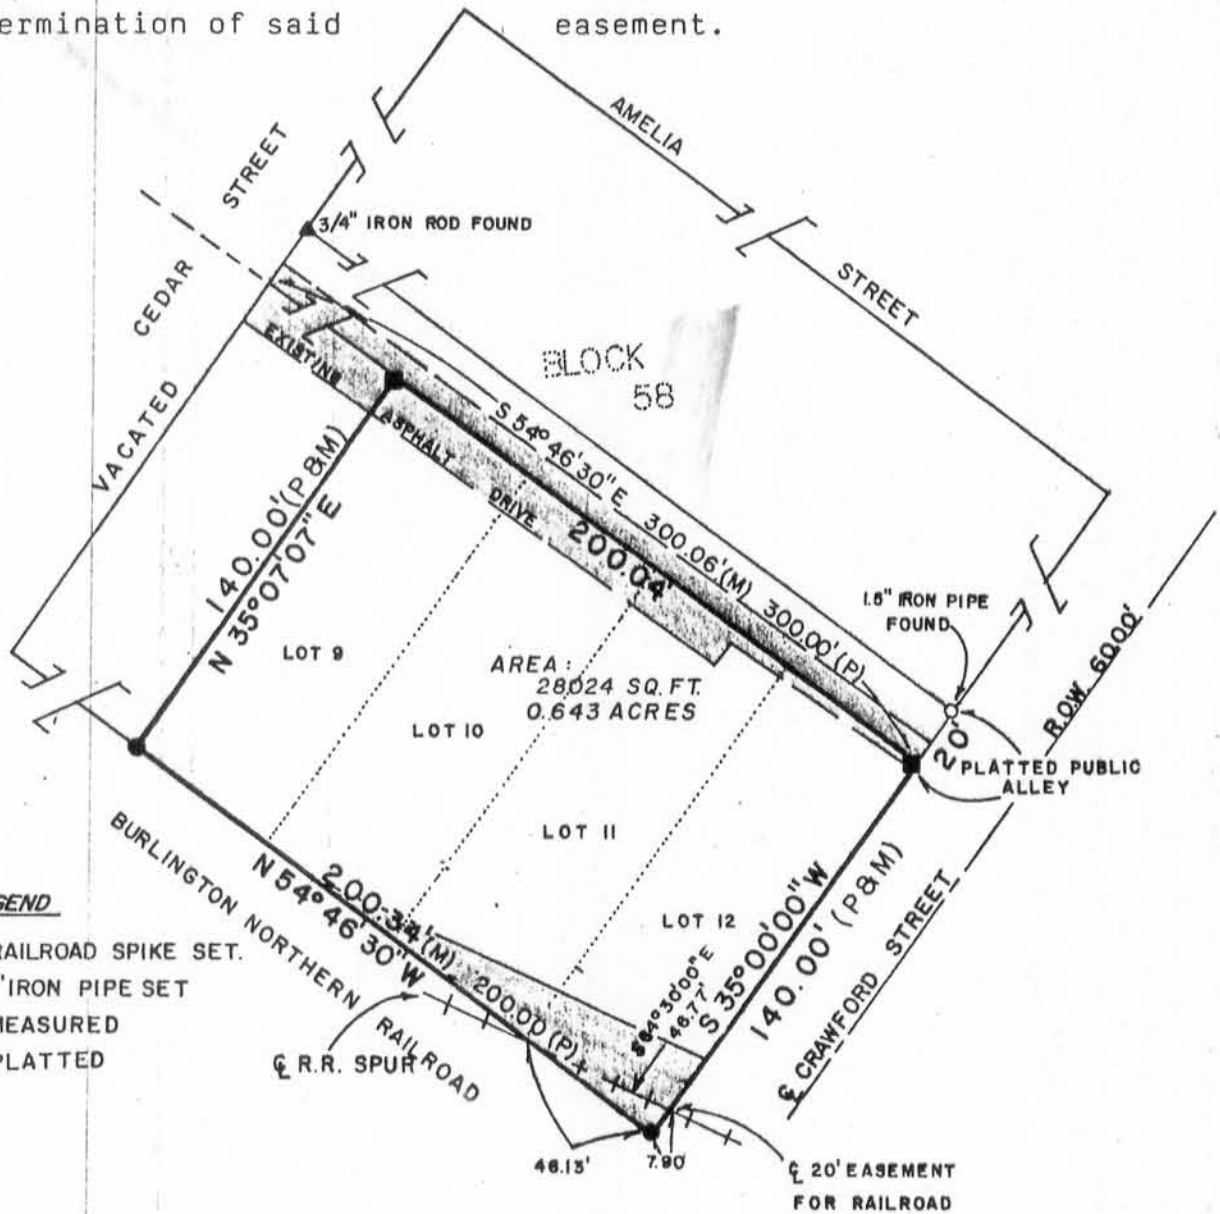 ermination of said easement.
AMELIA
STREET
STREET
CEDAR
VACATED
3/4" IRON ROD FOUND
BLOCK
58
EXISTING
ASPHALT
DRIVE
S 54° 46' 30" E 300.06' (M) 300.00' (P)
200.04'
140.00' (P&M)
N 35° 07' 07" E
1.8" IRON PIPE
FOUND
20'
R.O.W. 60.00'
PLATTED PUBLIC
ALLEY
LOT 9
AREA:
28024 SQ. FT.
0.643 ACRES
LOT 10
LOT 11
LOT 12
BURLINGTON NORTHERN RAILROAD
200.34' (M) 200.00 (P)
N 54° 46' 30" W
46.77'
S 35° 00' 00" W
140.00' (P&M)
℄ CRAWFORD STREET
GEND
RAILROAD SPIKE SET.
" IRON PIPE SET
MEASURED
PLATTED
℄ R.R. SPUR
46.13'
7.90'
℄ 20' EASEMENT
FOR RAILROAD